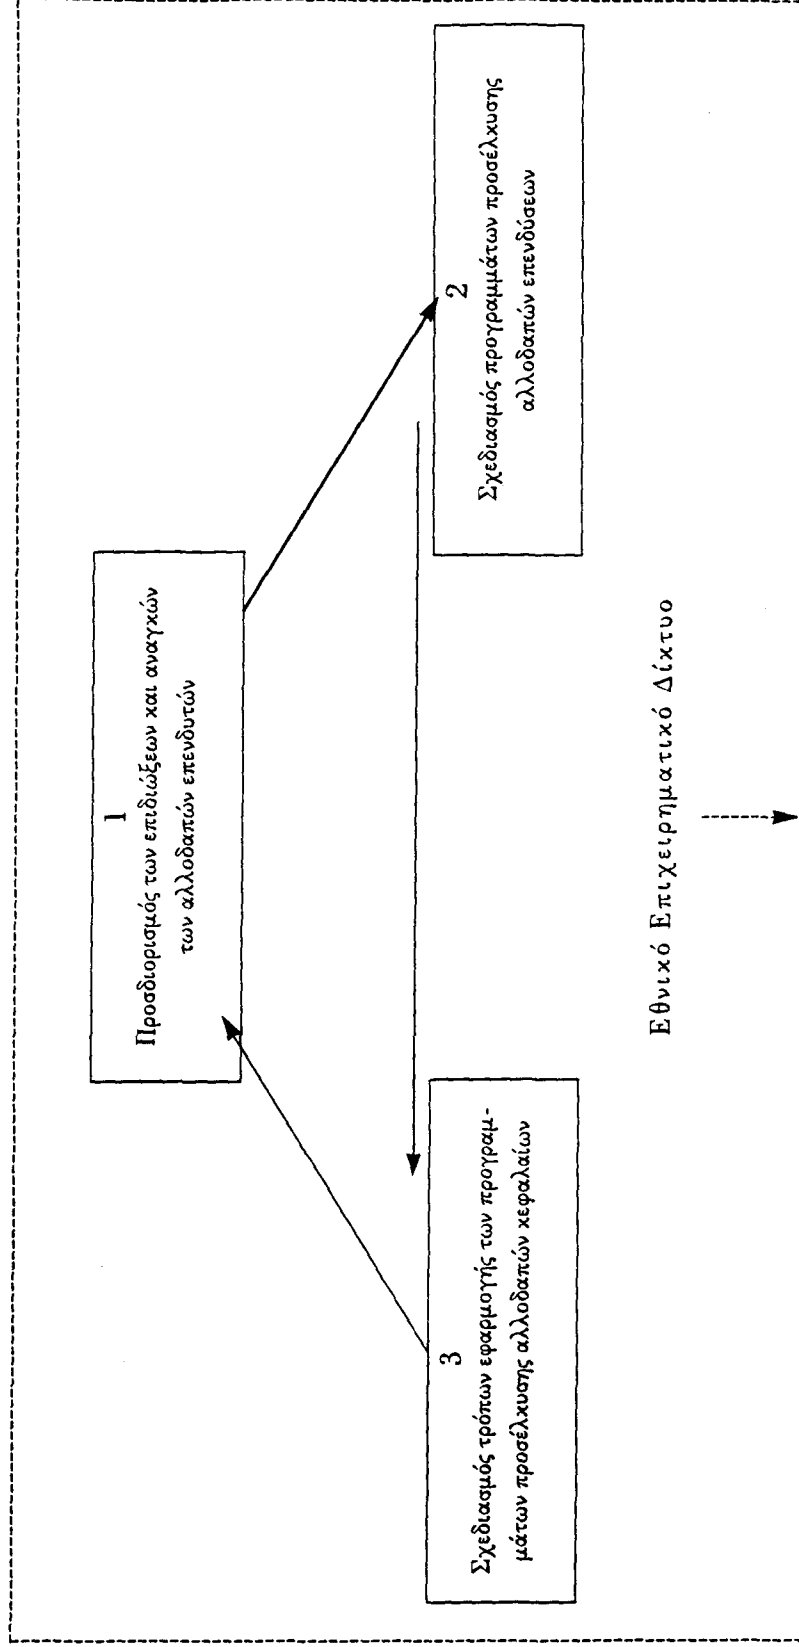 1
Προσδιορισμός των επιδιώξεων και αναγκών
των αλλοδαπών επενδυτών
2
Σχεδιασμός προγραμμάτων προσέλκυσης
αλλοδαπών επενδύσεων
3
Σχεδιασμός τρόπων εφαρμογής των προγραμ-
μάτων προσέλκυσης αλλοδαπών κεφαλαίων
Εθνικό Επιχειρηματικό Δίκτυο